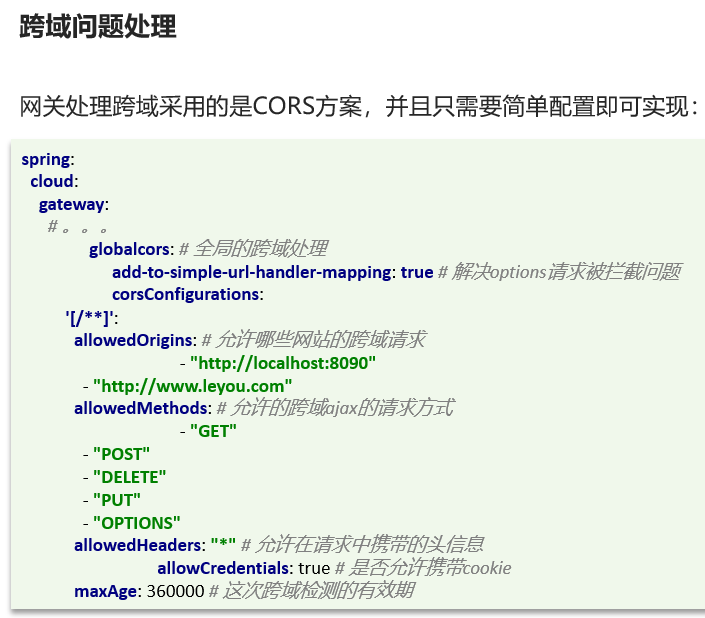 跨域问题处理
网关处理跨域采用的是CORS方案，并且只需要简单配置即可实现：
spring:
cloud:
gateway:
# 。。。
globalcors: # 全局的跨域处理
add-to-simple-url-handler-mapping: true # 解决options请求被拦截问题
corsConfigurations:
'[/**]':
allowedOrigins: # 允许哪些网站的跨域请求
- "http://localhost:8090"
- "http://www.leyou.com"
allowedMethods: # 允许的跨域ajax的请求方式
- "GET"
- "POST"
- "DELETE"
- "PUT"
- "OPTIONS"
allowedHeaders: "*" # 允许在请求中携带的头信息
allowCredentials: true # 是否允许携带cookie
maxAge: 360000 # 这次跨域检测的有效期